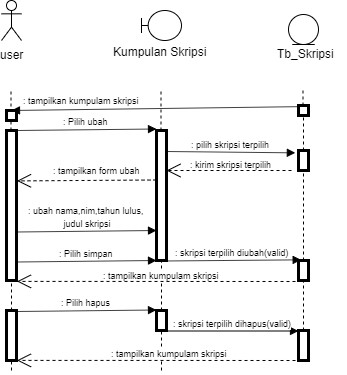 user
Kumpulan Skripsi
Tb_Skripsi
: tampilkan kumpulam skripsi
: Pilih ubah
: pilih skripsi terpilih
: kirim skripsi terpilih
: tampilkan form ubah
: ubah nama,nim,tahun lulus,
judul skripsi
: Pilih simpan
: skripsi terpilih diubah(valid)
: tampilkan kumpulam skripsi
: Pilih hapus
: skripsi terpilih dihapus(valid)
: tampilkan kumpulam skripsi